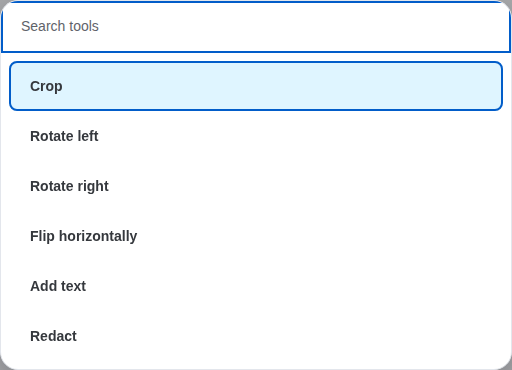 Search tools
Crop
Rotate left
Rotate right
Flip horizontally
Add text
Redact